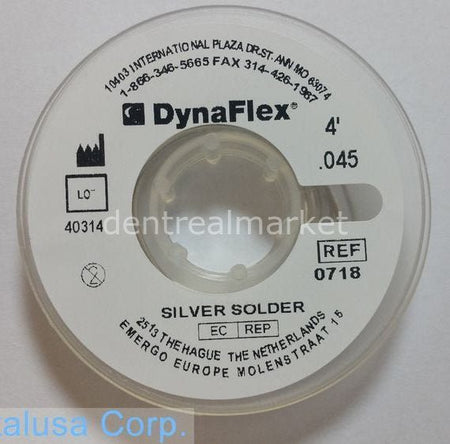 10403 INTERNATIONAL PLAZA DR.ST. ANN MO 63074
1-866-346-5665 FAX 314-426-1967
DynaFlex®
4'
.045
LOT
40314
dentrealmarket
REF
0718
SILVER SOLDER
EC REP
2513 THE HAGUE THE NETHERLANDS
EMERGO EUROPE MOLENSTRAAT 15
alusa Corp.